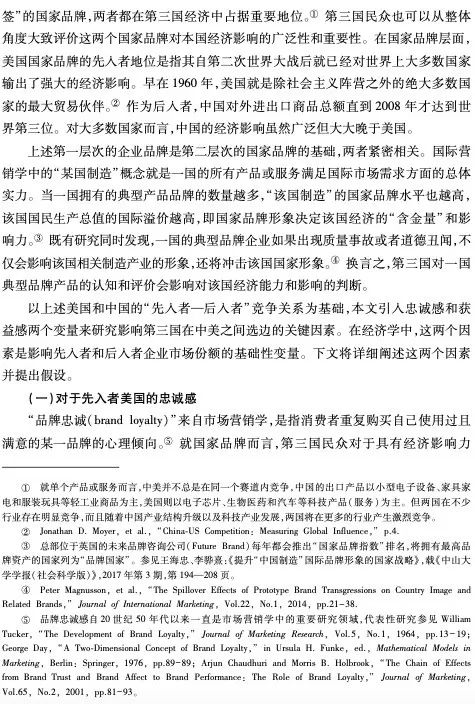 签”的国家品牌,两者都在第三国经济中占据重要地位。① 第三国民众也可以从整体
角度大致评价这两个国家品牌对本国经济影响的广泛性和重要性。在国家品牌层面,
美国国家品牌的先入者地位是指其自第二次世界大战后就已经对世界上大多数国家
输出了强大的经济影响。早在 1960 年,美国就是除社会主义阵营之外的绝大多数国
家的最大贸易伙伴。② 作为后入者,中国对外进出口商品总额直到 2008 年才达到世
界第三位。对大多数国家而言,中国的经济影响虽然广泛但大大晚于美国。
上述第一层次的企业品牌是第二层次的国家品牌的基础,两者紧密相关。国际营
销学中的“某国制造”概念就是一国的所有产品或服务满足国际市场需求方面的总体
实力。当一国拥有的典型产品品牌的数量越多,“该国制造”的国家品牌水平也越高,
该国国民生产总值的国际溢价越高,即国家品牌形象决定该国经济的“含金量”和影
响力。③ 既有研究同时发现,一国的典型品牌企业如果出现质量事故或者道德丑闻,不
仅会影响该国相关制造产业的形象,还将冲击该国国家形象。④ 换言之,第三国对一国
典型品牌产品的认知和评价会影响对该国经济能力和影响的判断。
以上述美国和中国的“先入者—后入者”竞争关系为基础,本文引入忠诚感和获
益感两个变量来研究影响第三国在中美之间选边的关键因素。在经济学中,这两个因
素是影响先入者和后入者企业市场份额的基础性变量。下文将详细阐述这两个因素
并提出假设。
(一)对于先入者美国的忠诚感
“品牌忠诚(brand loyalty)”来自市场营销学,是指消费者重复购买自己使用过且
满意的某一品牌的心理倾向。⑤ 就国家品牌而言,第三国民众对于具有经济影响力
① 就单个产品或服务而言,中美并不总是在同一个赛道内竞争,中国的出口产品以小型电子设备、家具家
电和服装玩具等轻工业商品为主,美国则以电子芯片、生物医药和汽车等科技产品(服务)为主。但两国在不少
行业存在明显竞争,而且随着中国产业结构升级以及科技产业发展,两国将在更多的行业产生激烈竞争。
② Jonathan D. Moyer, et al., “China-US Competition: Measuring Global Influence,” p.4.
③ 总部位于英国的未来品牌咨询公司(Future Brand)每年都会推出“国家品牌指数”排名,将拥有最高品
牌资产的国家列为“品牌国家”。参见王海忠、李骅熹:《提升“中国制造”国际品牌形象的国家战略》,载《中山大
学学报(社会科学版)》,2017 年第 3 期,第 194—208 页。
④ Peter Magnusson, et al., “The Spillover Effects of Prototype Brand Transgressions on Country Image and
Related Brands,” Journal of International Marketing, Vol.22, No.1, 2014, pp.21-38.
⑤ 品牌忠诚感自 20 世纪 50 年代以来一直是市场营销学中的重要研究领域,代表性研究参见 William
Tucker, “The Development of Brand Loyalty,” Journal of Marketing Research, Vol.5, No.1, 1964, pp.13-19;
George Day, “A Two-Dimensional Concept of Brand Loyalty,” in Ursula H. Funke, ed., Mathematical Models in
Marketing, Berlin: Springer, 1976, pp.89-89; Arjun Chaudhuri and Morris B. Holbrook, “The Chain of Effects
from Brand Trust and Brand Affect to Brand Performance: The Role of Brand Loyalty,” Journal of Marketing,
Vol.65, No.2, 2001, pp.81-93.